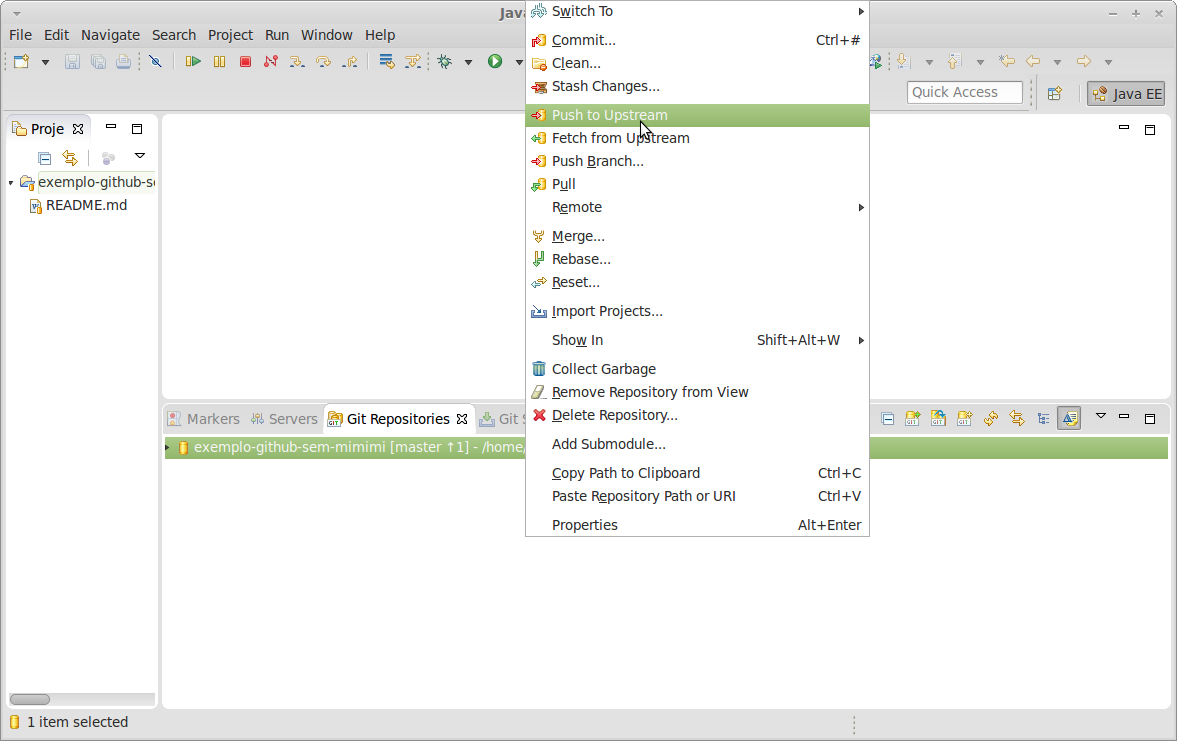 Java
File Edit Navigate Search Project Run Window Help
Quick Access
Java EE
Proje
exemplo-github-se
README.md
Switch To
Commit... Ctrl+#
Clean...
Stash Changes...
Push to Upstream
Fetch from Upstream
Push Branch...
Pull
Remote
Merge...
Rebase...
Reset...
Import Projects...
Show In Shift+Alt+W
Collect Garbage
Remove Repository from View
Delete Repository...
Add Submodule...
Copy Path to Clipboard Ctrl+C
Paste Repository Path or URI Ctrl+V
Properties Alt+Enter
Markers Servers Git Repositories Git S
exemplo-github-sem-mimimi [master ↑1] - /home/
1 item selected